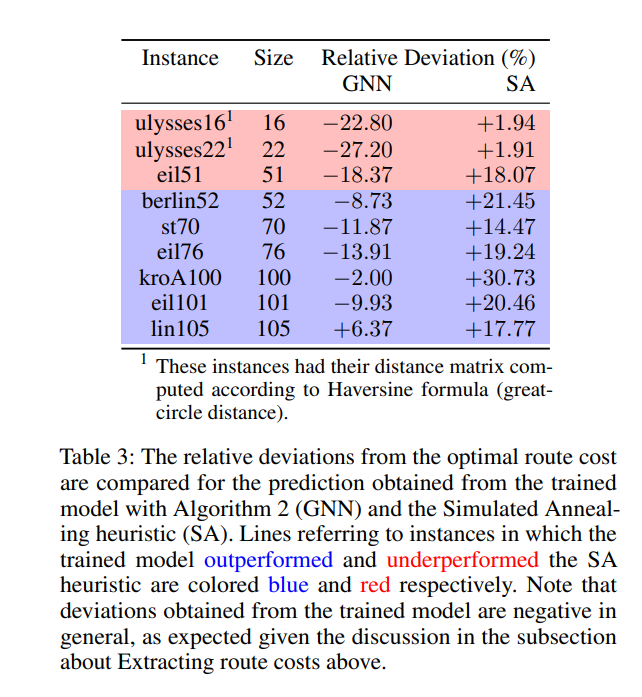 Instance Size Relative Deviation (%)
GNN SA
ulysses16¹ 16 −22.80 +1.94
ulysses22¹ 22 −27.20 +1.91
eil51 51 −18.37 +18.07
berlin52 52 −8.73 +21.45
st70 70 −11.87 +14.47
eil76 76 −13.91 +19.24
kroA100 100 −2.00 +30.73
eil101 101 −9.93 +20.46
lin105 105 +6.37 +17.77
¹ These instances had their distance matrix com-
puted according to Haversine formula (great-
circle distance).
Table 3: The relative deviations from the optimal route cost
are compared for the prediction obtained from the trained
model with Algorithm 2 (GNN) and the Simulated Anneal-
ing heuristic (SA). Lines referring to instances in which the
trained model outperformed and underperformed the SA
heuristic are colored blue and red respectively. Note that
deviations obtained from the trained model are negative in
general, as expected given the discussion in the subsection
about Extracting route costs above.